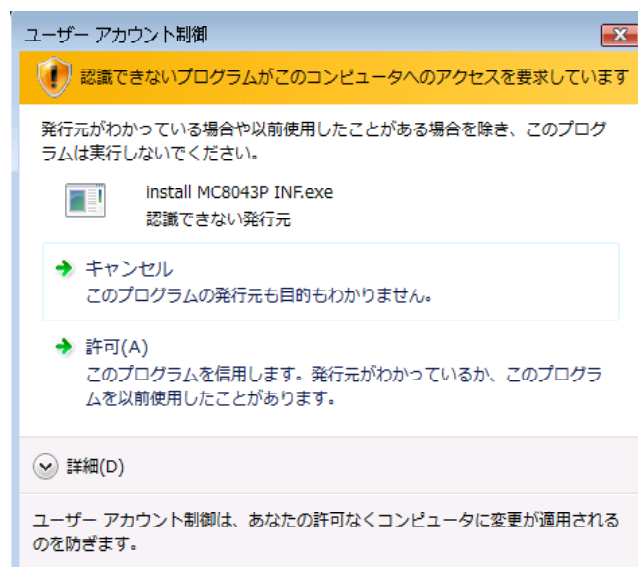 ユーザー アカウント制御
認識できないプログラムがこのコンピュータへのアクセスを要求しています
発行元がわかっている場合や以前使用したことがある場合を除き、このプログ
ラムは実行しないでください。
install MC8043P INF.exe
認識できない発行元
キャンセル
このプログラムの発行元も目的もわかりません。
許可(A)
このプログラムを信用します。発行元がわかっているか、このプログラ
ムを以前使用したことがあります。
詳細(D)
ユーザー アカウント制御は、あなたの許可なくコンピュータに変更が適用される
のを防ぎます。